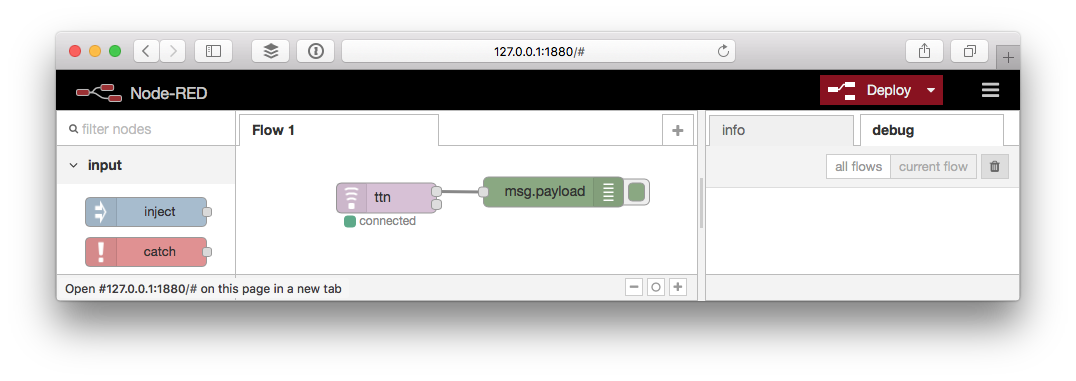 127.0.0.1:1880/#
Node-RED
Deploy
filter nodes
Flow 1
info
debug
input
all flows
current flow
inject
ttn
msg.payload
connected
catch
Open #127.0.0.1:1880/# on this page in a new tab